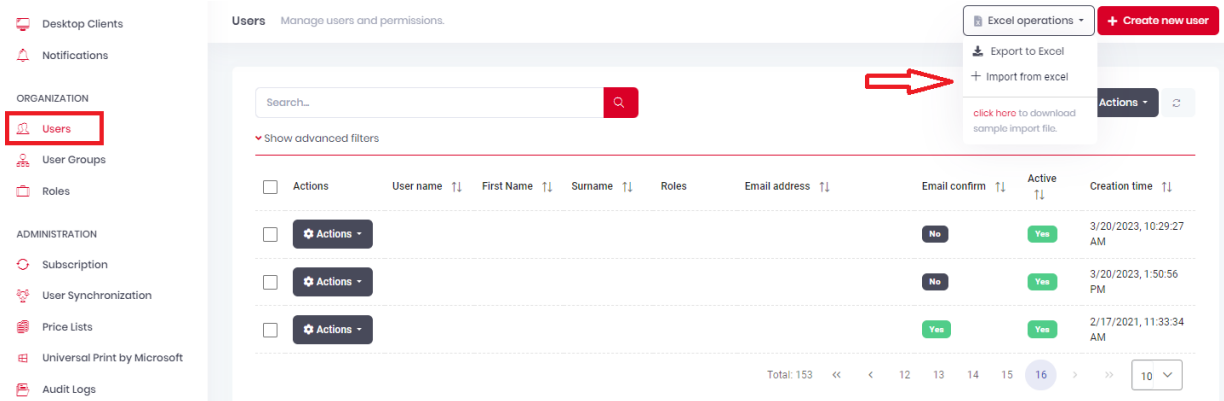 Desktop Clients
Notifications
ORGANIZATION
Users
User Groups
Roles
ADMINISTRATION
Subscription
User Synchronization
Price Lists
Universal Print by Microsoft
Audit Logs
Users Manage users and permissions.
Excel operations
Create new user
Export to Excel
Import from excel
click here to download
sample import file.
Search...
Actions
Show advanced filters
Actions User name First Name Surname Roles Email address Email confirm Active Creation time
Actions No Yes 3/20/2023, 10:29:27
AM
Actions No Yes 3/20/2023, 1:50:56
PM
Actions Yes Yes 2/17/2021, 11:33:34
AM
Total: 153 << < 12 13 14 15 16 > >> 10